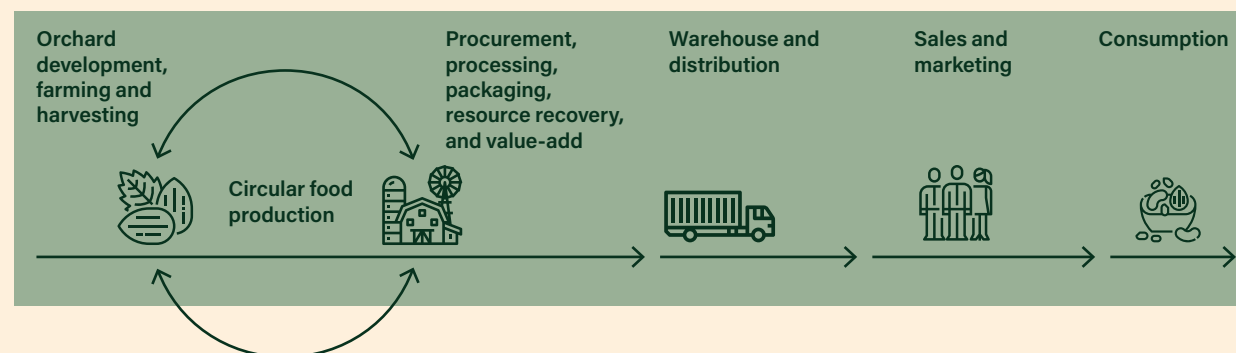 Orchard
development,
farming and
harvesting
Procurement,
processing,
packaging,
resource recovery,
and value-add
Warehouse and
distribution
Sales and
marketing
Consumption
Circular food
production